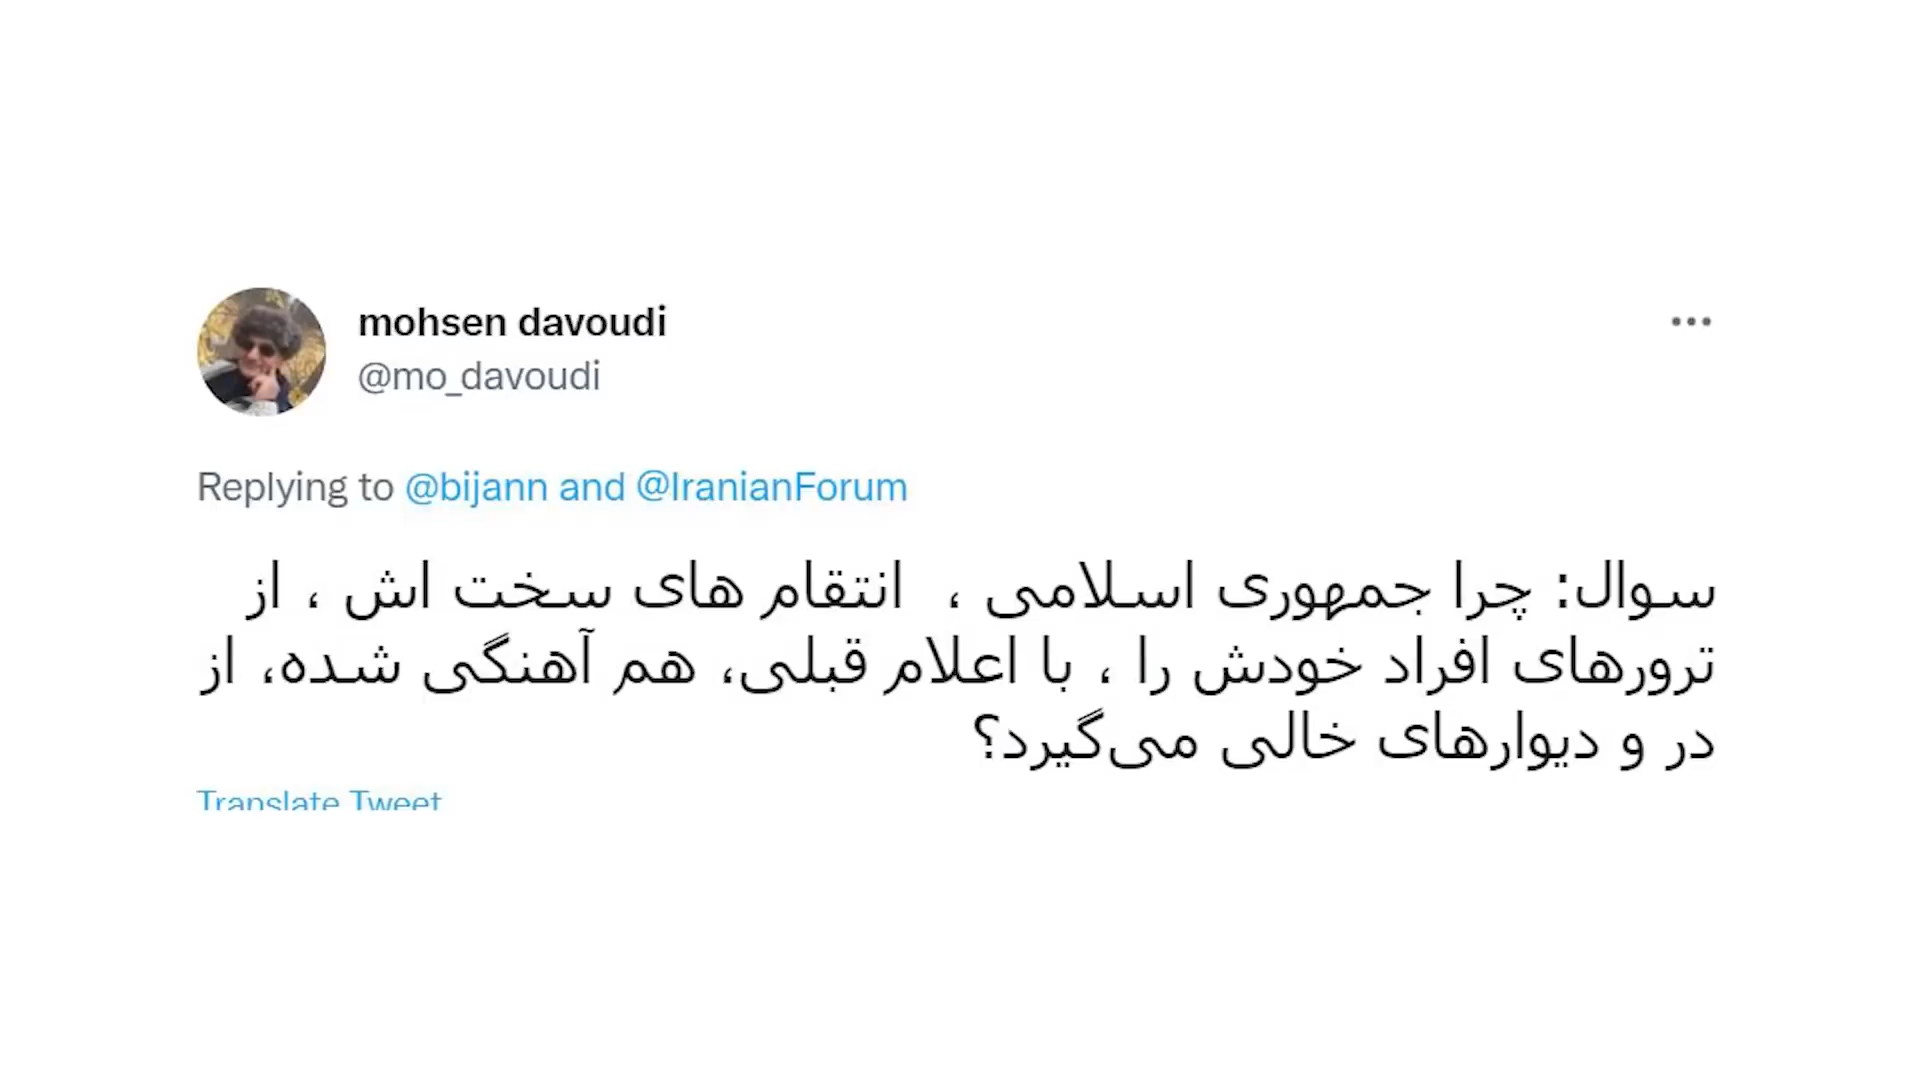 mohsen davoudi
@mo_davoudi
Replying to @bijann and @IranianForum
سوال: چرا جمهوری اسلامی ، انتقام های سخت اش ، از
ترورهای افراد خودش را ، با اعلام قبلی، هم آهنگی شده، از
در و دیوارهای خالی می‌گیرد؟
Translate Tweet